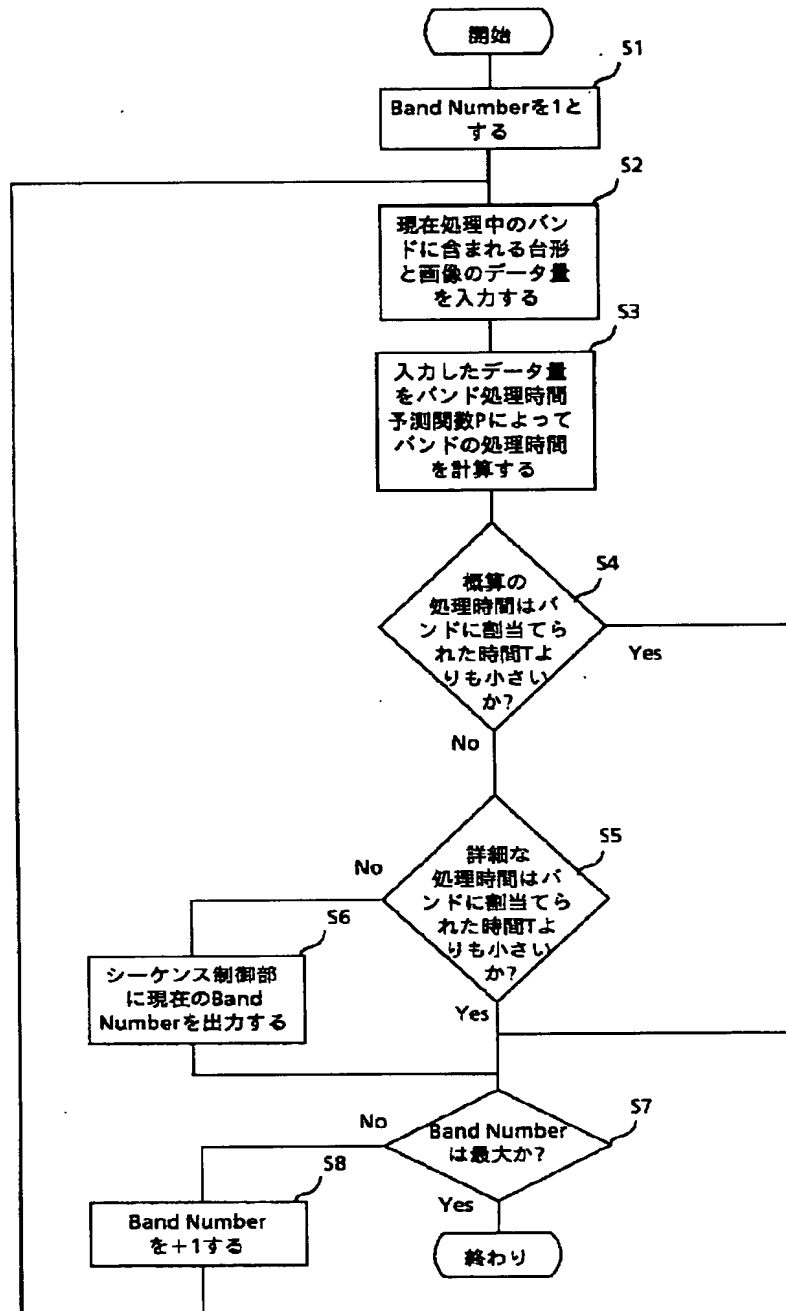 開始
S1
Band Numberを1と
する
S2
現在処理中のバン
ドに含まれる台形
と画像のデータ量
を入力する
S3
入力したデータ量
をバンド処理時間
予測関数Pによって
バンドの処理時間
を計算する
S4
概算の
処理時間はバ
ンドに割当てら
れた時間Tよ
りも小さい
か?
Yes
No
S5
詳細な
処理時間はバ
ンドに割当てら
れた時間Tよ
りも小さい
か?
No
S6
シーケンス制御部
に現在のBand
Numberを出力する
Yes
S7
Band Number
は最大か?
No
S8
Band Number
を+1する
Yes
終わり